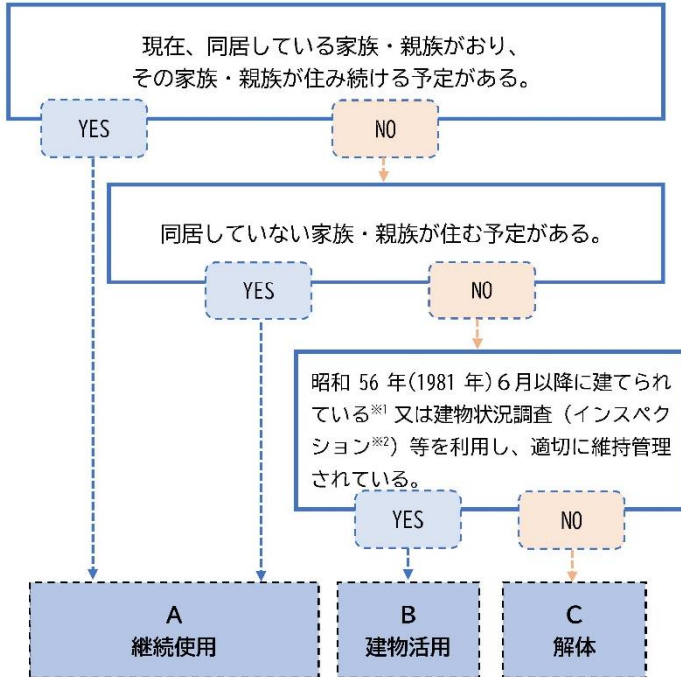 現在、同居している家族・親族がおり、
その家族・親族が住み続ける予定がある。
YES
NO
同居していない家族・親族が住む予定がある。
YES
NO
昭和 56 年(1981 年)６月以降に建てられ
ている※1 又は建物状況調査（インスペク
ション※2）等を利用し、適切に維持管理
されている。
YES
NO
A
継続使用
B
建物活用
C
解体